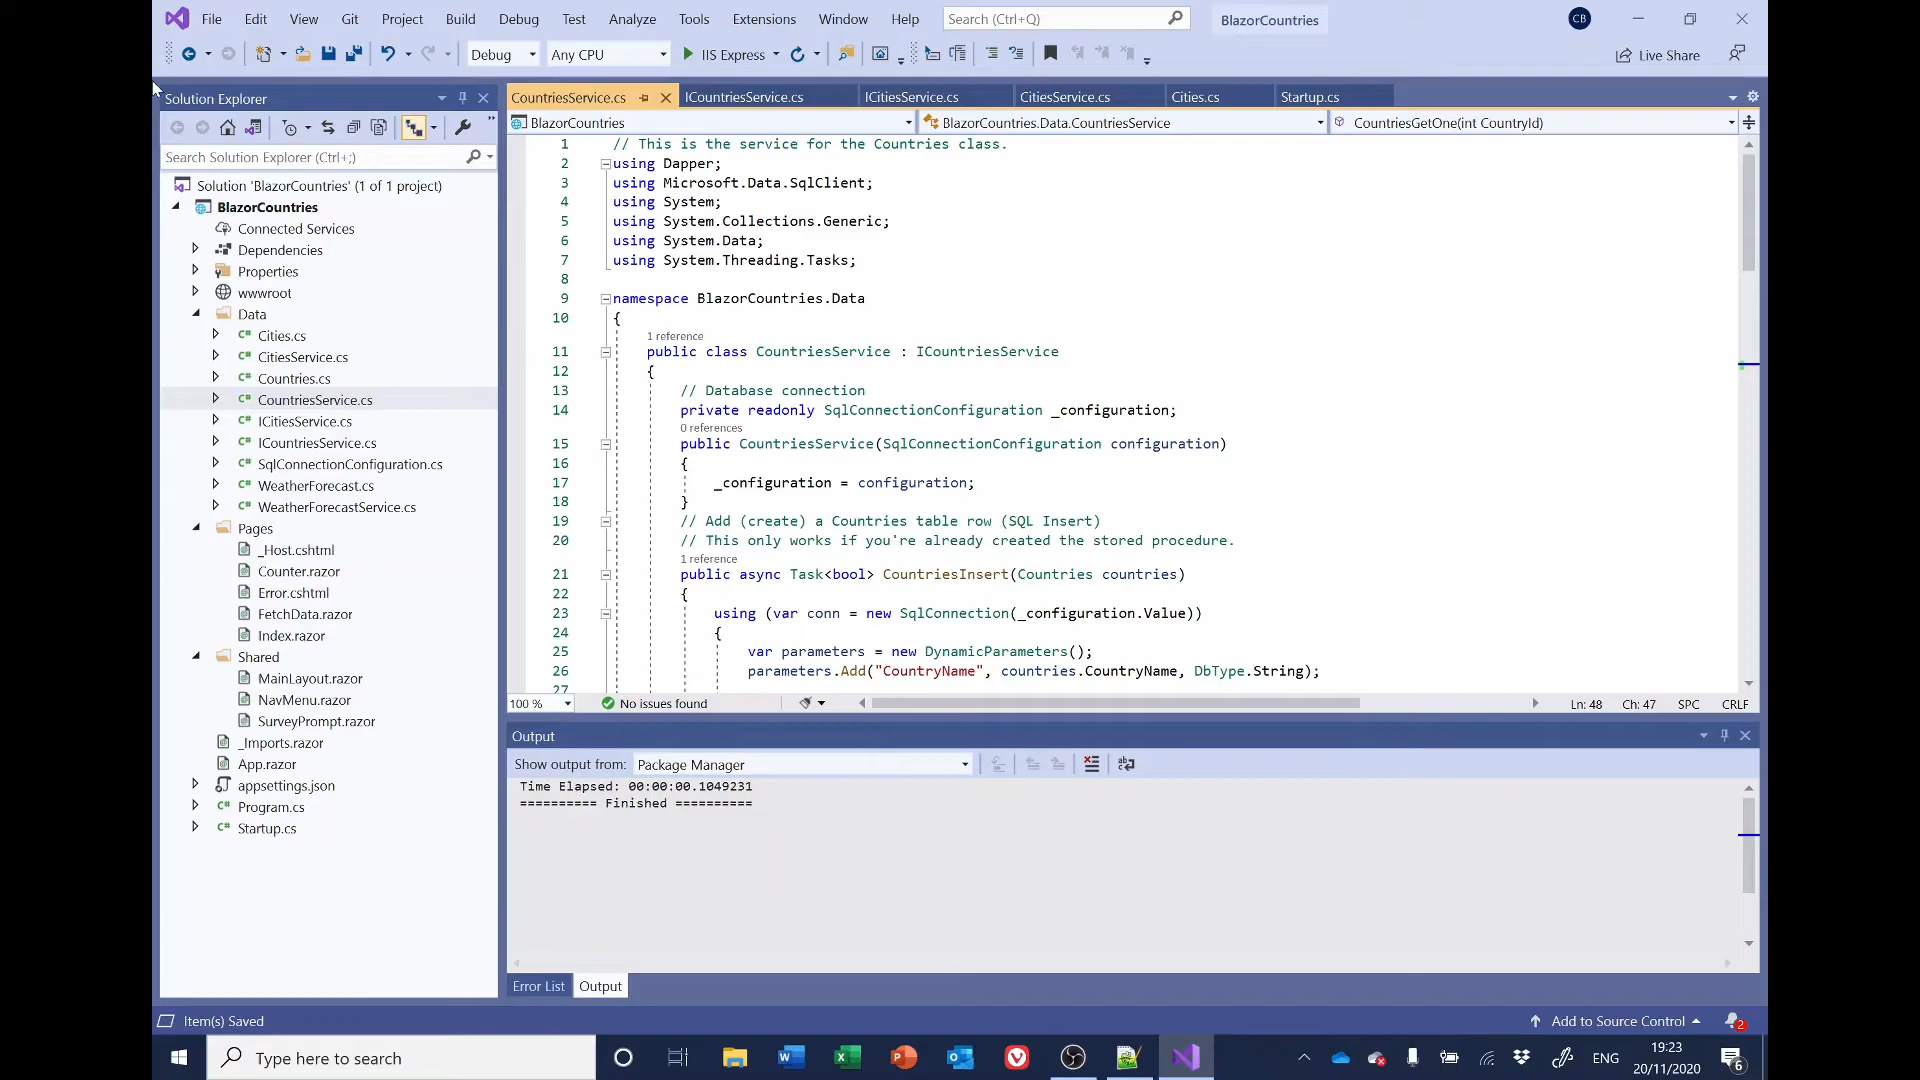 File Edit View Git Project Build Debug Test Analyze Tools Extensions Window Help Search (Ctrl+Q) BlazorCountries CB
Debug Any CPU IIS Express Live Share
Solution Explorer
Search Solution Explorer (Ctrl+;)
Solution 'BlazorCountries' (1 of 1 project)
BlazorCountries
Connected Services
Dependencies
Properties
wwwroot
Data
C# Cities.cs
C# CitiesService.cs
C# Countries.cs
C# CountriesService.cs
C# ICitiesService.cs
C# ICountriesService.cs
C# SqlConnectionConfiguration.cs
C# WeatherForecast.cs
C# WeatherForecastService.cs
Pages
_Host.cshtml
Counter.razor
Error.cshtml
FetchData.razor
Index.razor
Shared
MainLayout.razor
NavMenu.razor
SurveyPrompt.razor
_Imports.razor
App.razor
appsettings.json
C# Program.cs
C# Startup.cs
CountriesService.cs ICountriesService.cs ICitiesService.cs CitiesService.cs Cities.cs Startup.cs
BlazorCountries BlazorCountries.Data.CountriesService CountriesGetOne(int CountryId)
1 // This is the service for the Countries class.
2 using Dapper;
3 using Microsoft.Data.SqlClient;
4 using System;
5 using System.Collections.Generic;
6 using System.Data;
7 using System.Threading.Tasks;
8
9 namespace BlazorCountries.Data
10 {
1 reference
11 public class CountriesService : ICountriesService
12 {
13 // Database connection
14 private readonly SqlConnectionConfiguration _configuration;
0 references
15 public CountriesService(SqlConnectionConfiguration configuration)
16 {
17 _configuration = configuration;
18 }
19 // Add (create) a Countries table row (SQL Insert)
20 // This only works if you're already created the stored procedure.
1 reference
21 public async Task<bool> CountriesInsert(Countries countries)
22 {
23 using (var conn = new SqlConnection(_configuration.Value))
24 {
25 var parameters = new DynamicParameters();
26 parameters.Add("CountryName", countries.CountryName, DbType.String);
27
100 % No issues found Ln: 48 Ch: 47 SPC CRLF
Output
Show output from: Package Manager
Time Elapsed: 00:00:00.1049231
========== Finished ==========
Error List Output
Item(s) Saved Add to Source Control 2
Type here to search ENG 19:23
20/11/2020 6